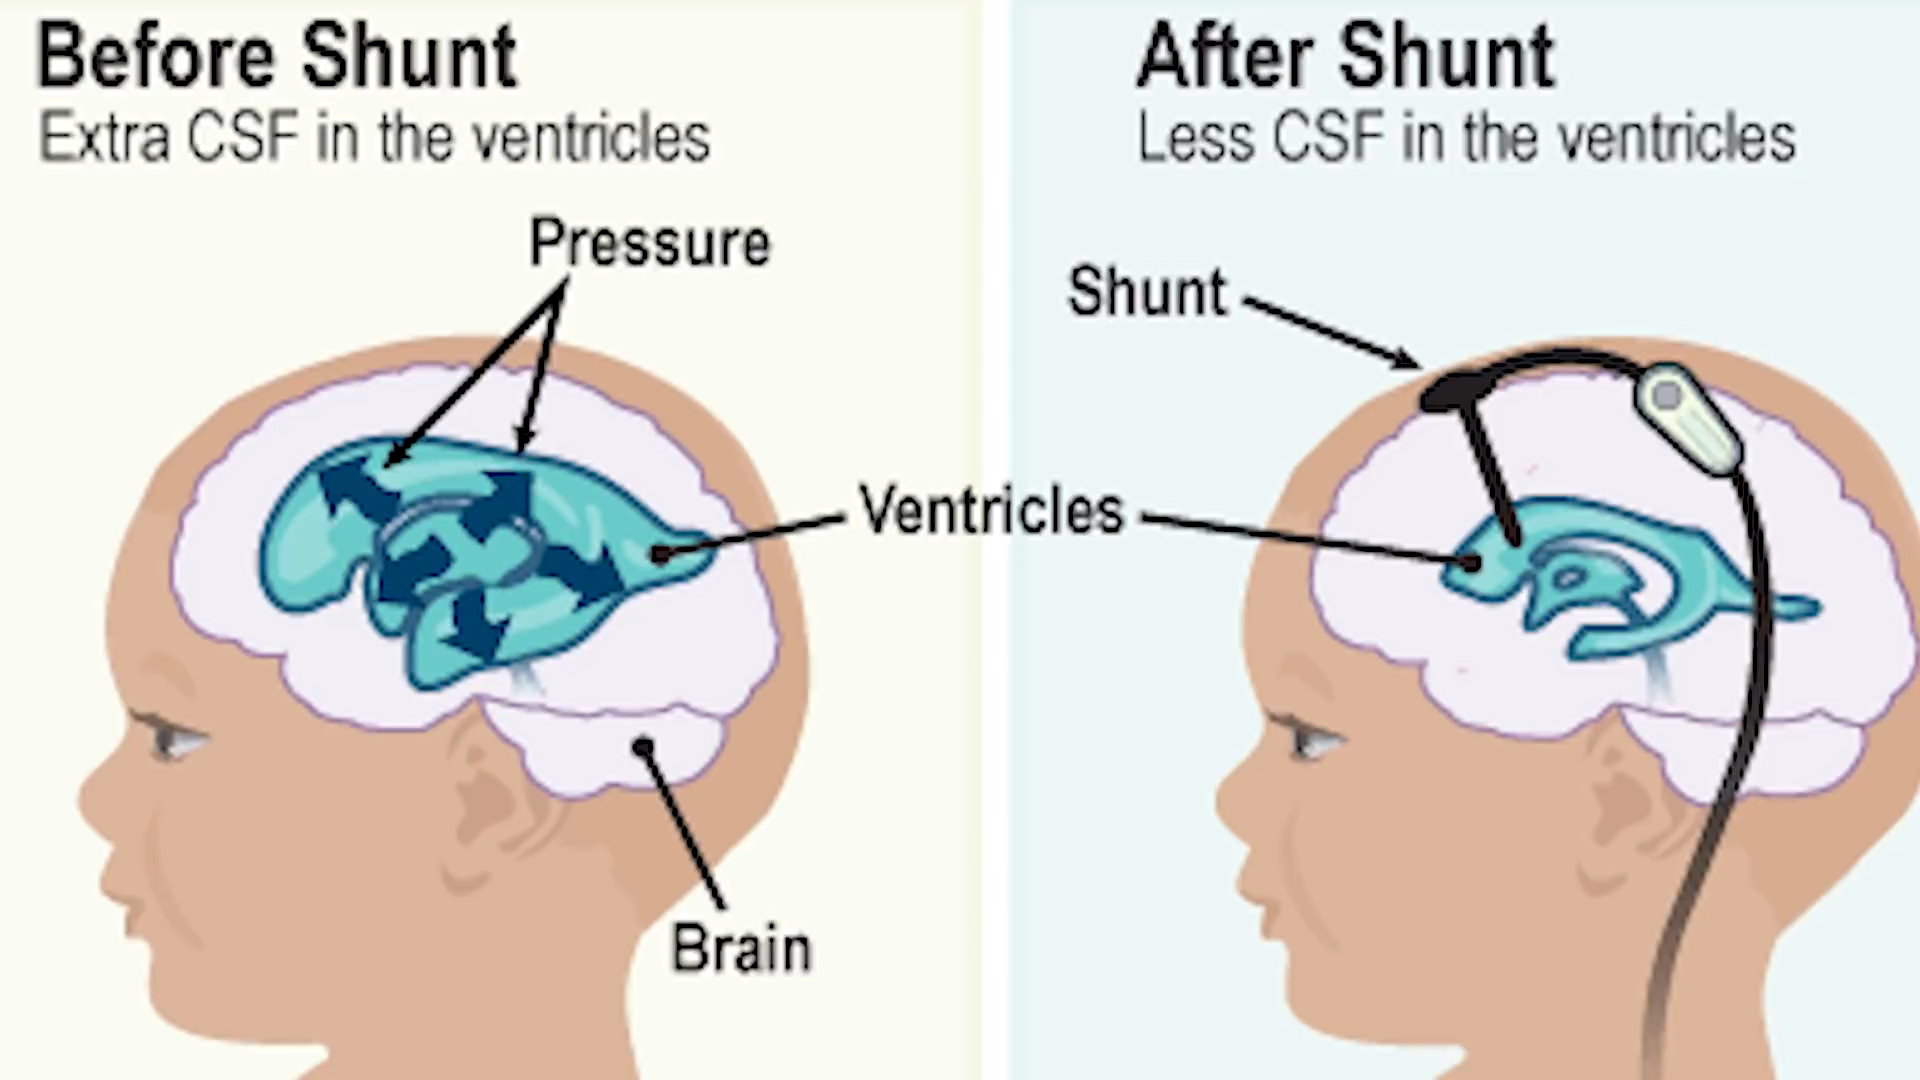 Before Shunt
Extra CSF in the ventricles
Pressure
Ventricles
Brain
After Shunt
Less CSF in the ventricles
Shunt